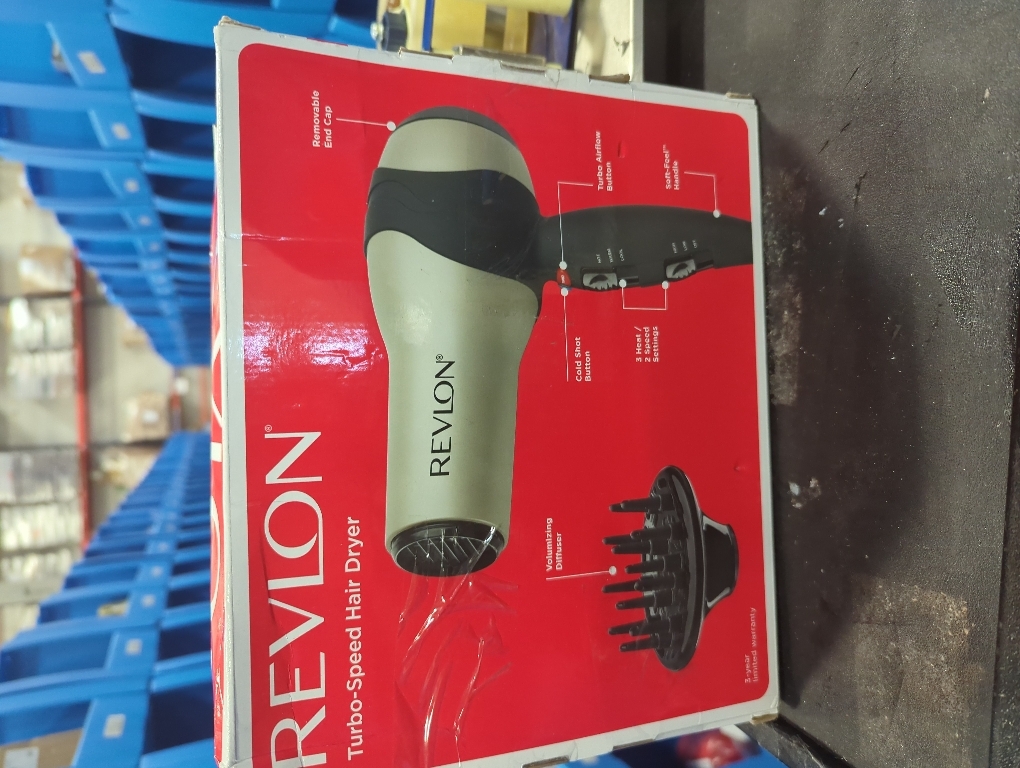 REVLON®
Turbo-Speed Hair Dryer
Removable
End Cap
REVLON®
Turbo Airflow
Button
Soft-Feel™
Handle
Cold Shot
Button
3 Heat /
2 Speed
Settings
Volumizing
Diffuser
3-year
limited warranty